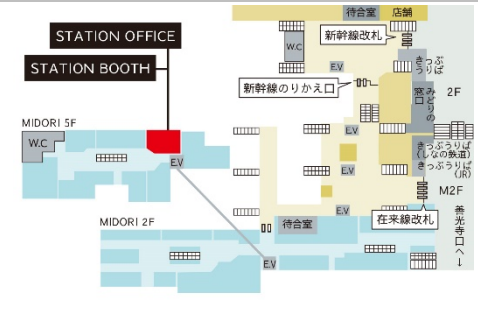 待合室
店舗
STATION OFFICE
新幹線改札
W.C
きっぷ
うりば
STATION BOOTH
E.V
新幹線のりかえ口
みどりの
窓口
2F
MIDORI 5F
E.V
W.C
きっぷうりば
(しなの鉄道)
E.V
E.V
きっぷうりば
(JR)
M2F
E.V
在来線改札
善光寺口へ→
MIDORI 2F
待合室
E.V